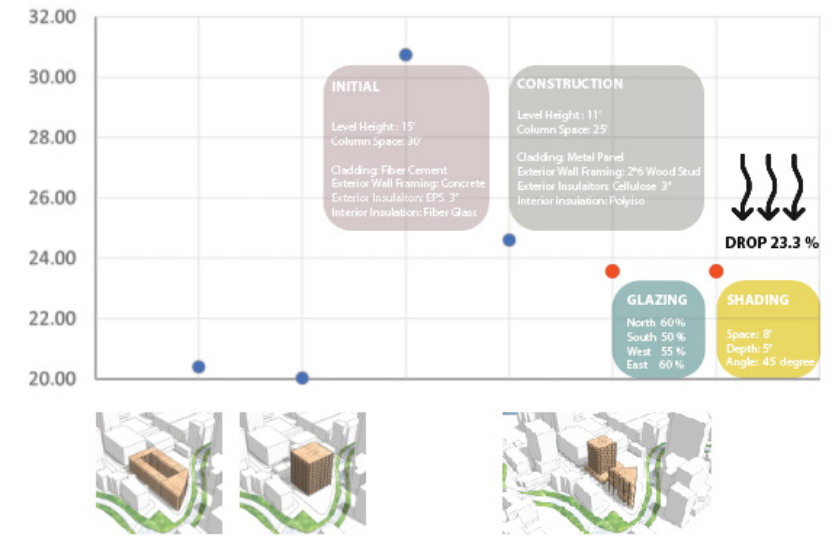 32.00
30.00
28.00
26.00
24.00
22.00
20.00
INITIAL
Level Height : 15'
Column Space: 30'
Cladding: Fiber Cement
Exterior Wall Framing: Concrete
Exterior Insulaiton: EPS 3"
Interior Insulation: Fiber Glass
CONSTRUCTION
Level Height : 11'
Column Space: 25'
Cladding: Metal Panel
Exterior Wall Framing: 2*6 Wood Stud
Exterior Insulaiton: Cellulose 3"
Interior Insulation: Polyiso
DROP 23.3 %
GLAZING
North 60%
South 50 %
West 55 %
East 60 %
SHADING
Space: 8'
Depth: 5"
Angle: 45 degree